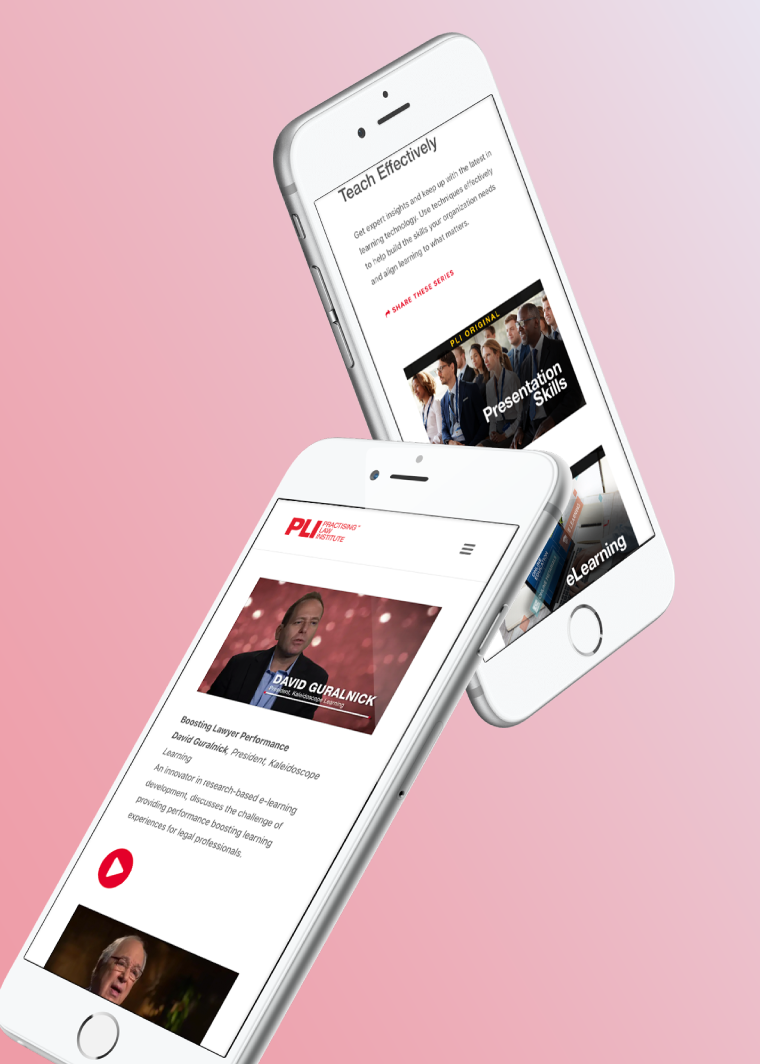 Teach Effectively
Get expert insights and keep up with the latest in
learning technology. Use techniques effectively
to help build the skills your organization needs
and align learning to what matters.
SHARE THESE SERIES
PLI ORIGINAL
Presentation
Skills
eLearning
PLI PRACTISING™
LAW
INSTITUTE
DAVID GURALNICK
President, Kaleidoscope Learning
Boosting Lawyer Performance
David Guralnick, President, Kaleidoscope
Learning
An innovator in research-based e-learning
development, discusses the challenge of
providing performance boosting learning
experiences for legal professionals.